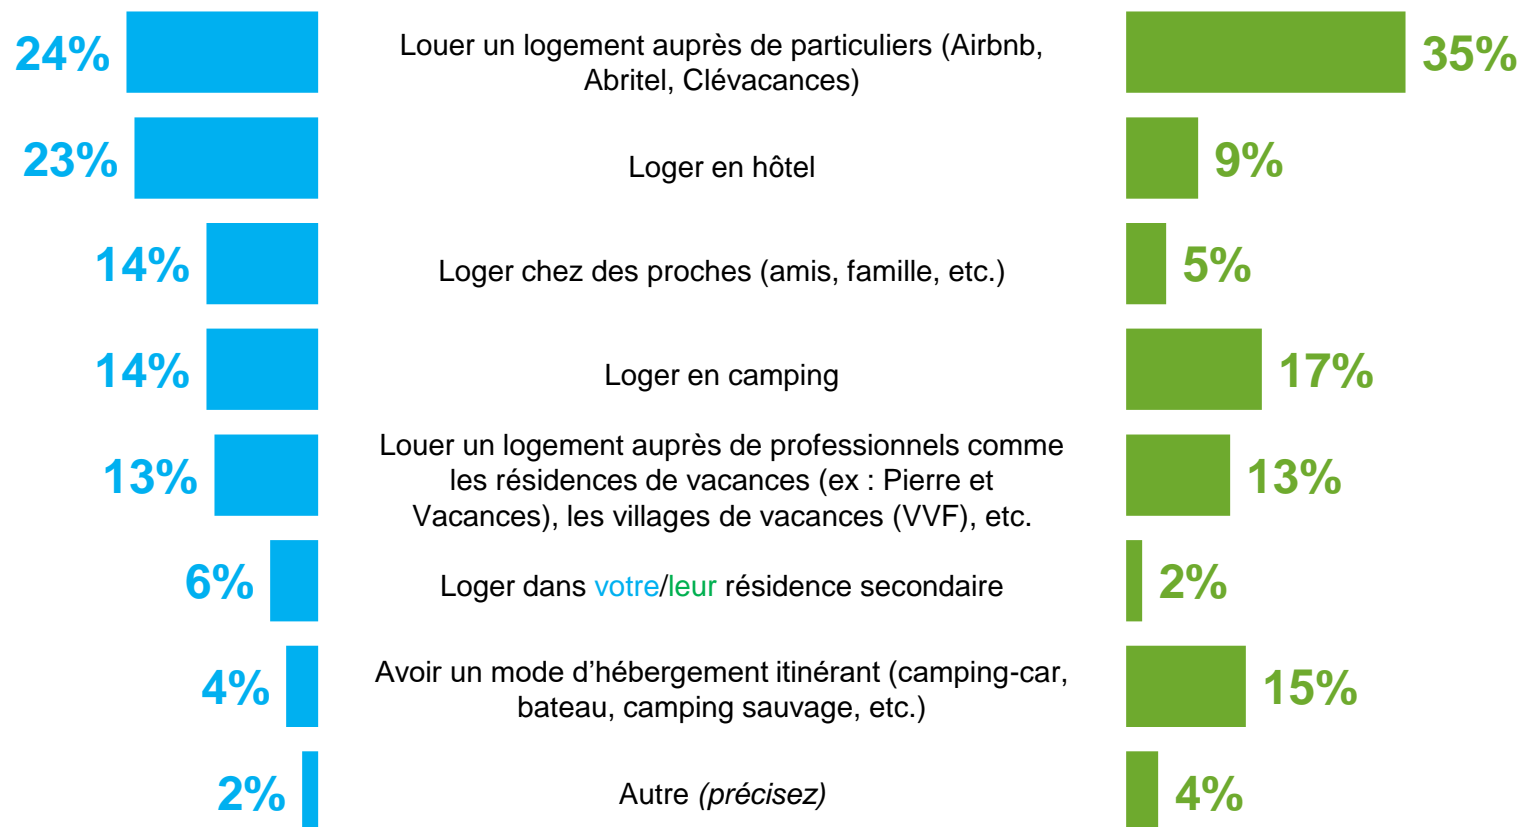 24%
Louer un logement auprès de particuliers (Airbnb,
Abritel, Clévacances)
35%
23%
Loger en hôtel
9%
14%
Loger chez des proches (amis, famille, etc.)
5%
14%
Loger en camping
17%
13%
Louer un logement auprès de professionnels comme
les résidences de vacances (ex : Pierre et
Vacances), les villages de vacances (VVF), etc.
13%
6%
Loger dans votre/leur résidence secondaire
2%
4%
Avoir un mode d’hébergement itinérant (camping-car,
bateau, camping sauvage, etc.)
15%
2%
Autre (précisez)
4%